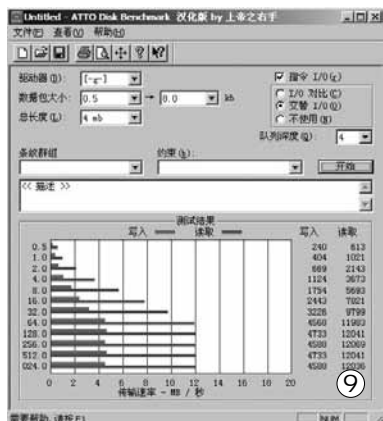 Untitled - ATTO Disk Benchmark 汉化版 by 上帝之右手
文件(F) 查看(V) 帮助(H)
驱动器(D): [-g-] 指令 I/O(z)
数据包大小: 0.5 → 0.0 kb I/O 对比(C)
交替 I/O(O)
总长度(L): 4 mb 不使用(N)
队列深度(Q): 4
条纹群组 约束(b):
开始
<< 描述 >>
测试结果
写入 读取 写入 读取
0.5 240 613
1.0 404 1021
2.0 669 2143
4.0 1124 3673
8.0 1754 5693
16.0 2443 7821
32.0 3226 9799
64.0 4560 11983
128.0 4733 12041
256.0 4580 12069
512.0 4733 12041
024.0 4580 12036
0 2 4 6 8 10 12 14 16 18 20
传输速率 - MB / 秒
⑨
需要帮助, 请按 F1